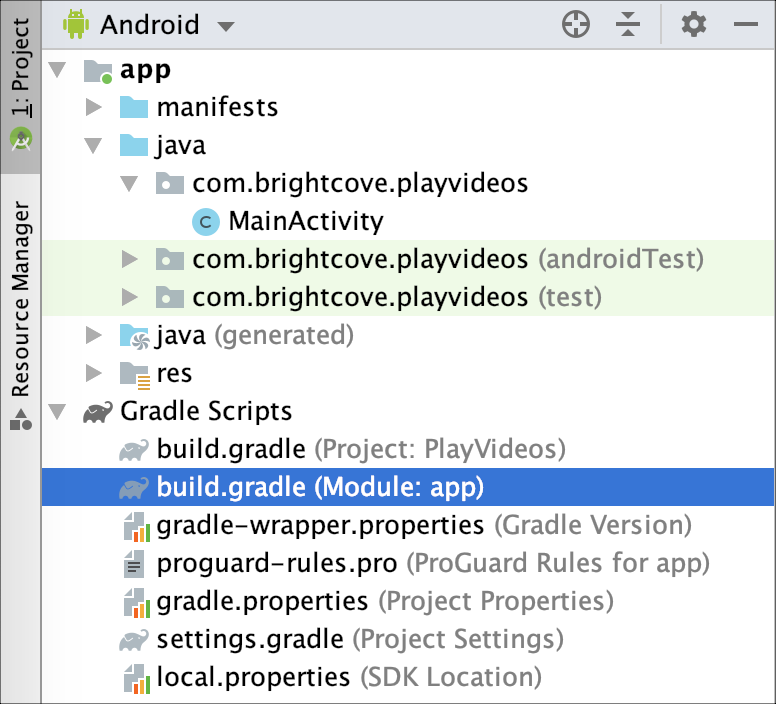 1: Project
Resource Manager
Android
app
manifests
java
com.brightcove.playvideos
C MainActivity
com.brightcove.playvideos (androidTest)
com.brightcove.playvideos (test)
java (generated)
res
Gradle Scripts
build.gradle (Project: PlayVideos)
build.gradle (Module: app)
gradle-wrapper.properties (Gradle Version)
proguard-rules.pro (ProGuard Rules for app)
gradle.properties (Project Properties)
settings.gradle (Project Settings)
local.properties (SDK Location)